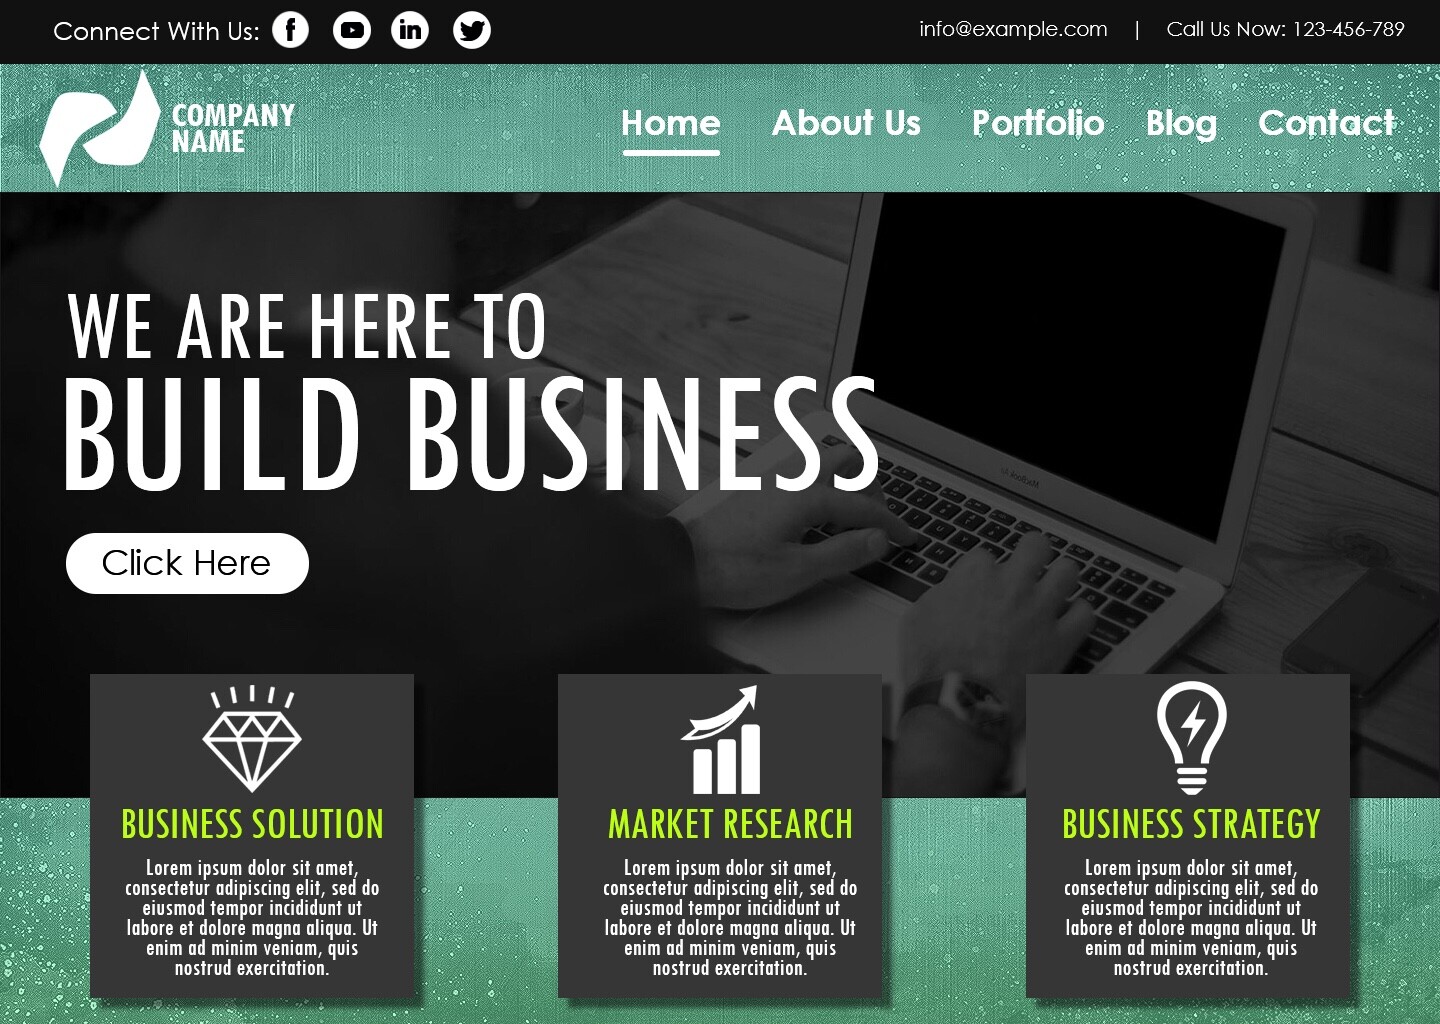 Connect With Us:
info@example.com | Call Us Now: 123-456-789
COMPANY
NAME
Home About Us Portfolio Blog Contact
WE ARE HERE TO
BUILD BUSINESS
Click Here
BUSINESS SOLUTION
Lorem ipsum dolor sit amet,
consectetur adipiscing elit, sed do
eiusmod tempor incididunt ut
labore et dolore magna aliqua. Ut
enim ad minim veniam, quis
nostrud exercitation.
MARKET RESEARCH
Lorem ipsum dolor sit amet,
consectetur adipiscing elit, sed do
eiusmod tempor incididunt ut
labore et dolore magna aliqua. Ut
enim ad minim veniam, quis
nostrud exercitation.
BUSINESS STRATEGY
Lorem ipsum dolor sit amet,
consectetur adipiscing elit, sed do
eiusmod tempor incididunt ut
labore et dolore magna aliqua. Ut
enim ad minim veniam, quis
nostrud exercitation.